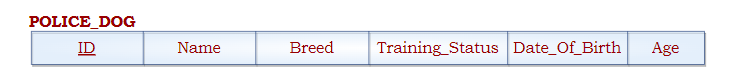 POLICE_DOG
ID Name Breed Training_Status Date_Of_Birth Age